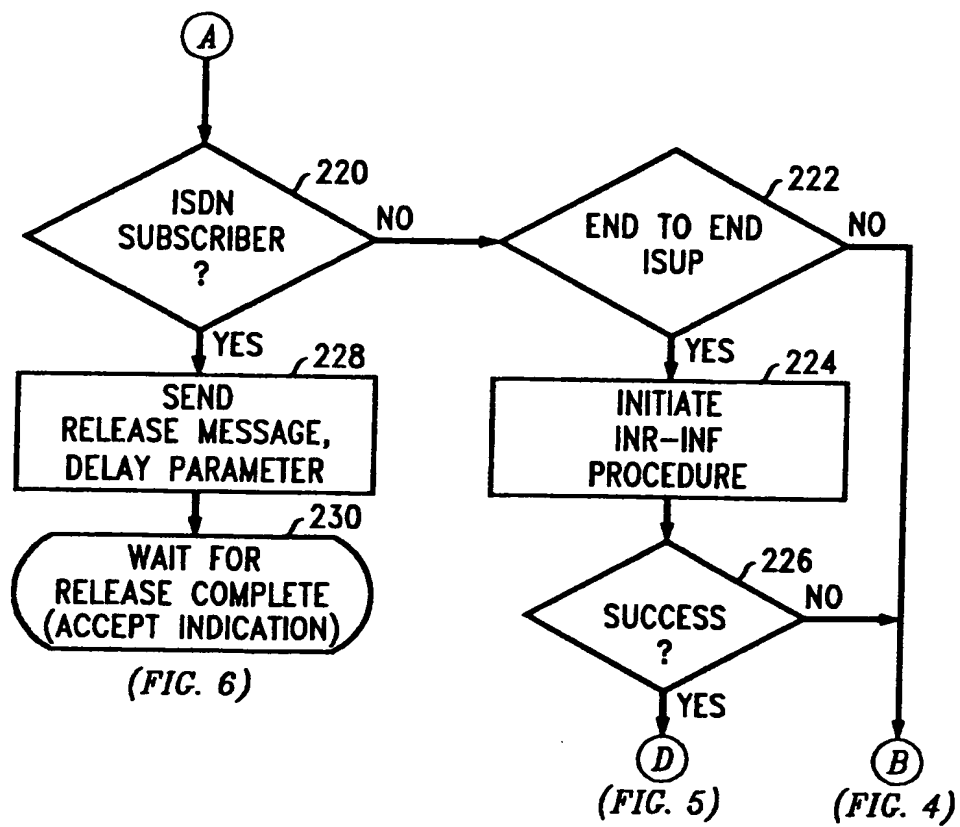 A
220
ISDN
SUBSCRIBER
?
NO
YES
222
END TO END
ISUP
NO
YES
228
SEND
RELEASE MESSAGE,
DELAY PARAMETER
224
INITIATE
INR-INF
PROCEDURE
230
WAIT FOR
RELEASE COMPLETE
(ACCEPT INDICATION)
(FIG. 6)
226
SUCCESS
?
NO
YES
D
(FIG. 5)
B
(FIG. 4)